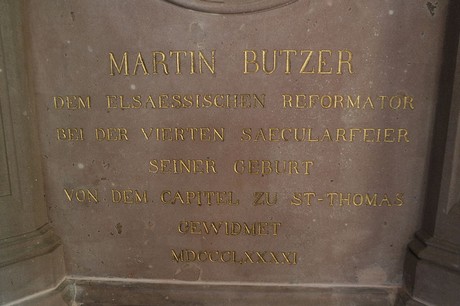 MARTIN BUTZER
DEM ELSAESSISCHEN REFORMATOR
BEI DER VIERTEN SAECULARFEIER
SEINER GEBURT
VON DEM CAPITEL ZU ST-THOMAS
GEWIDMET
MDCCCLXXXXI